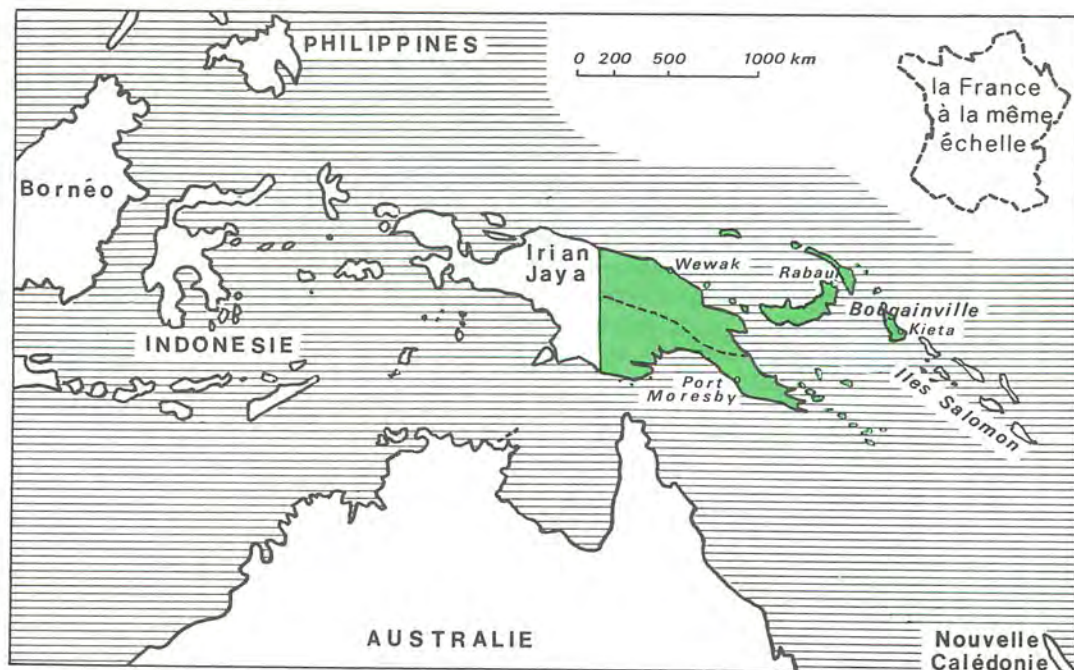 PHILIPPINES
0 200 500 1000 km
la France
à la même
échelle
Bornéo
Irian
Jaya
Wewak
Rabaul
Bougainville
Kieta
INDONESIE
Port
Moresby
Iles Salomon
AUSTRALIE
Nouvelle
Calédonie